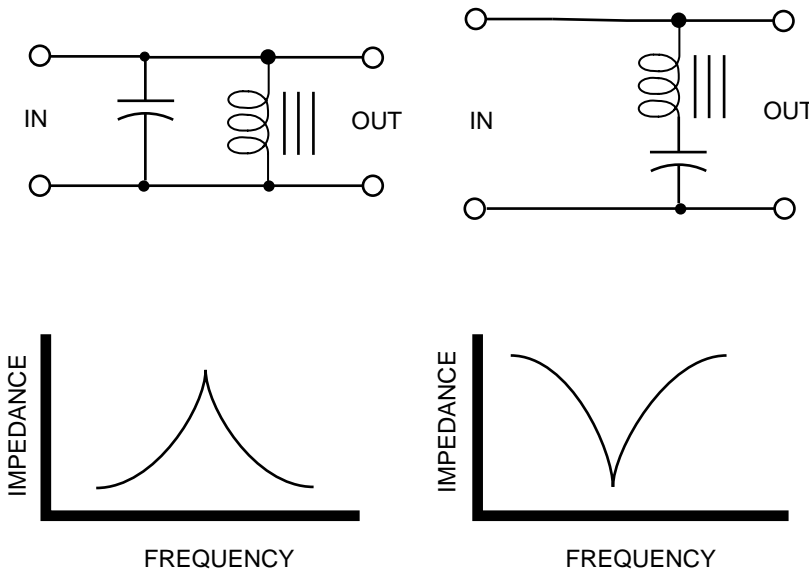 IN
OUT
IN
OUT
IMPEDANCE
FREQUENCY
IMPEDANCE
FREQUENCY